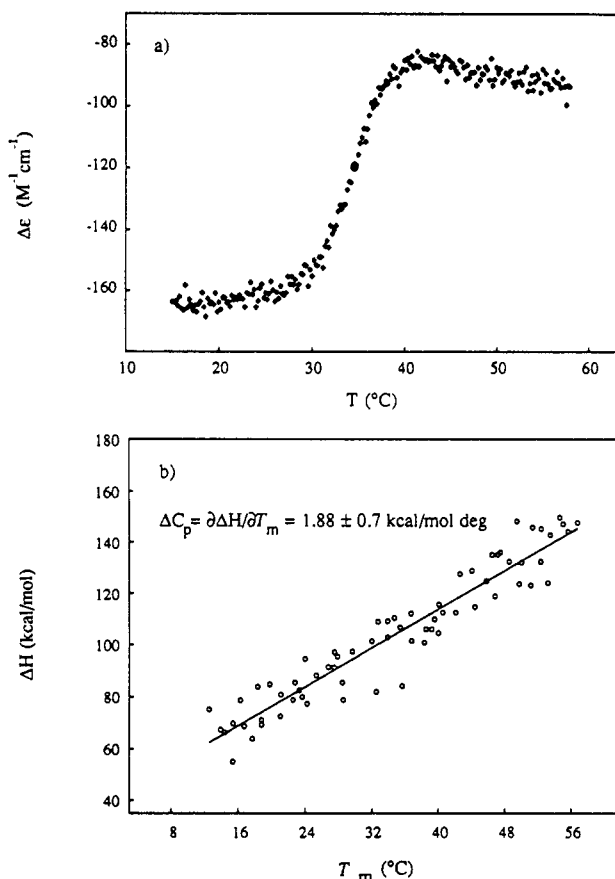 a)
-80
-100
-120
-140
-160
Δε (M⁻¹cm⁻¹)
10 20 30 40 50 60
T (°C)
b)
ΔCp= ∂ΔH/∂Tm = 1.88 ± 0.7 kcal/mol deg
180
160
140
120
100
80
60
40
ΔH (kcal/mol)
8 16 24 32 40 48 56
Tm (°C)